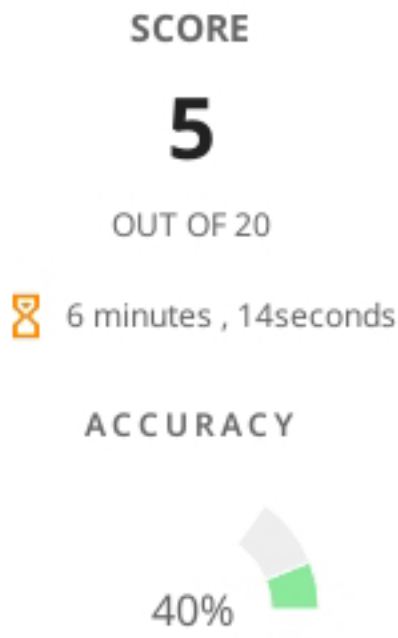 SCORE
5
OUT OF 20
6 minutes , 14seconds
ACCURACY
40%